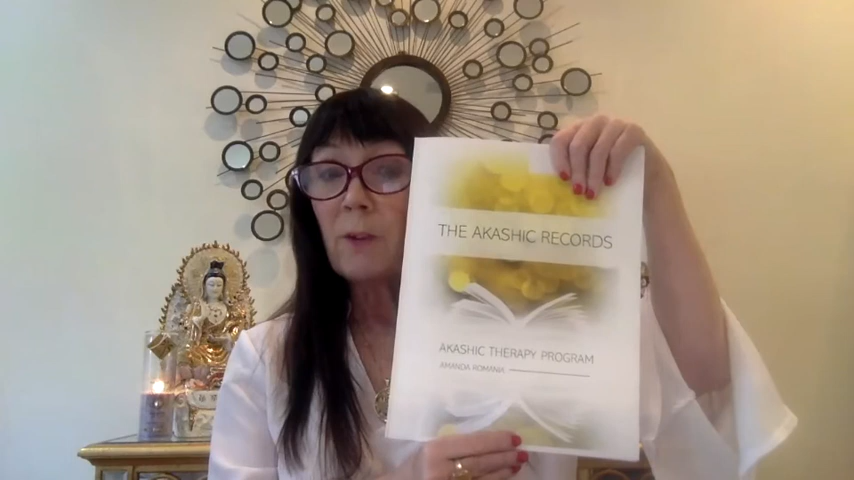 THE AKASHIC RECORDS
AKASHIC THERAPY PROGRAM
AMANDA ROMANIA